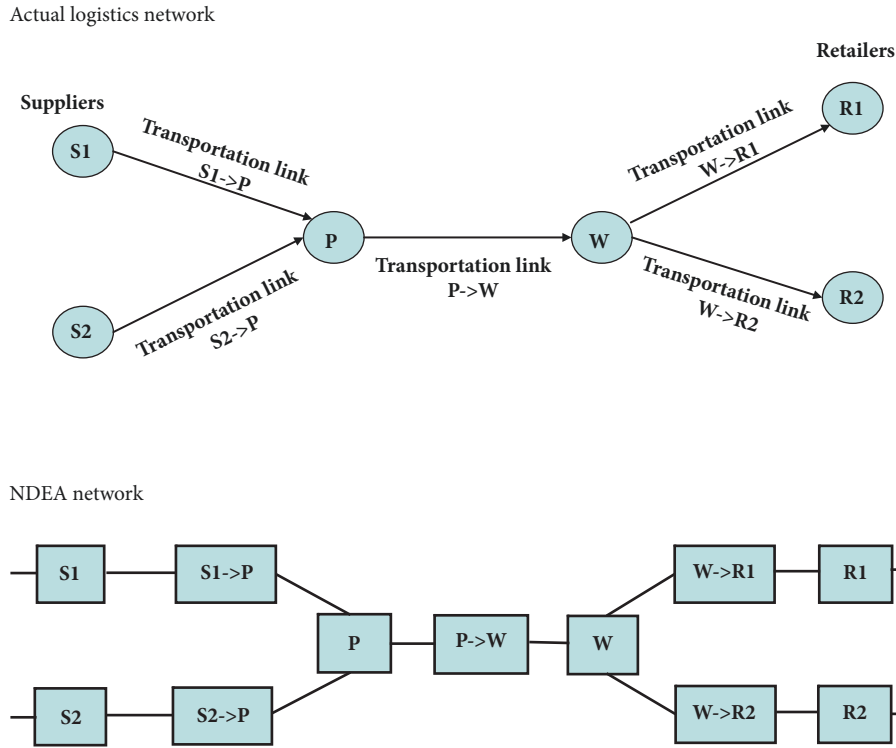 Actual logistics network
Retailers
Suppliers
R1
S1
Transportation link
S1->P
Transportation link
W->R1
P
W
Transportation link
P->W
Transportation link
S2->P
Transportation link
W->R2
S2
R2
NDEA network
S1
S1->P
W->R1
R1
P
P->W
W
S2
S2->P
W->R2
R2